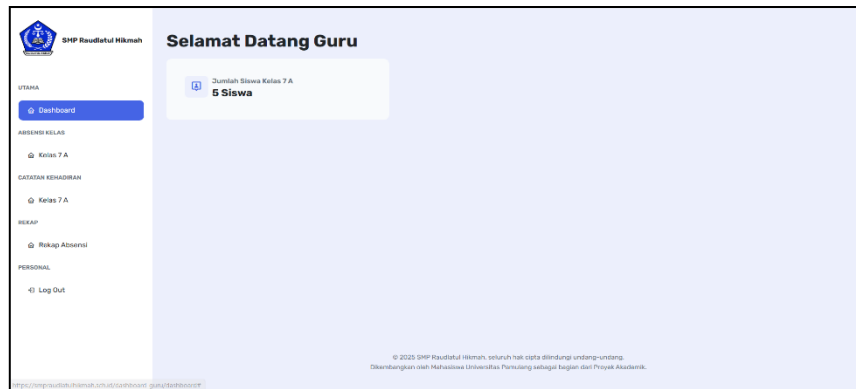 SMP Raudlatul Hikmah
UTAMA
Dashboard
ABSENSI KELAS
Kelas 7 A
CATATAN KEHADIRAN
Kelas 7 A
REKAP
Rekap Absensi
PERSONAL
Log Out
Selamat Datang Guru
Jumlah Siswa Kelas 7 A
5 Siswa
© 2025 SMP Raudlatul Hikmah, seluruh hak cipta dilindungi undang-undang.
Dikembangkan oleh Mahasiswa Universitas Pamulang sebagai bagian dari Proyek Akademik.